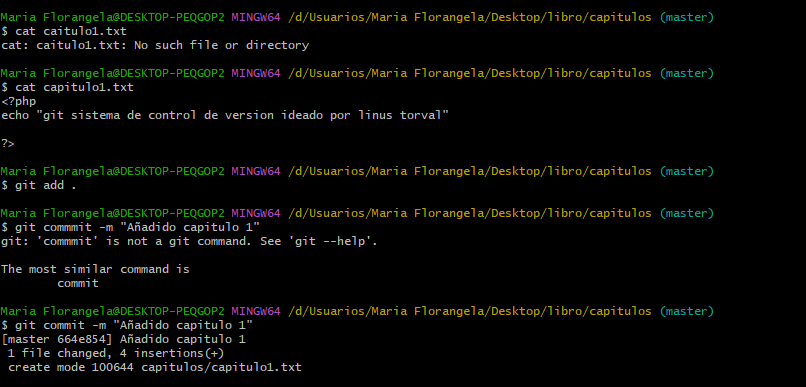 Maria Florangela@DESKTOP-PEQGOP2 MINGW64 /d/Usuarios/Maria Florangela/Desktop/libro/capitulos (master)
$ cat caitulo1.txt
cat: caitulo1.txt: No such file or directory

Maria Florangela@DESKTOP-PEQGOP2 MINGW64 /d/Usuarios/Maria Florangela/Desktop/libro/capitulos (master)
$ cat capitulo1.txt
<?php
echo "git sistema de control de version ideado por linus torval"

?>

Maria Florangela@DESKTOP-PEQGOP2 MINGW64 /d/Usuarios/Maria Florangela/Desktop/libro/capitulos (master)
$ git add .

Maria Florangela@DESKTOP-PEQGOP2 MINGW64 /d/Usuarios/Maria Florangela/Desktop/libro/capitulos (master)
$ git commmit -m "Añadido capitulo 1"
git: 'commmit' is not a git command. See 'git --help'.

The most similar command is
        commit

Maria Florangela@DESKTOP-PEQGOP2 MINGW64 /d/Usuarios/Maria Florangela/Desktop/libro/capitulos (master)
$ git commit -m "Añadido capitulo 1"
[master 664e854] Añadido capitulo 1
 1 file changed, 4 insertions(+)
 create mode 100644 capitulos/capitulo1.txt